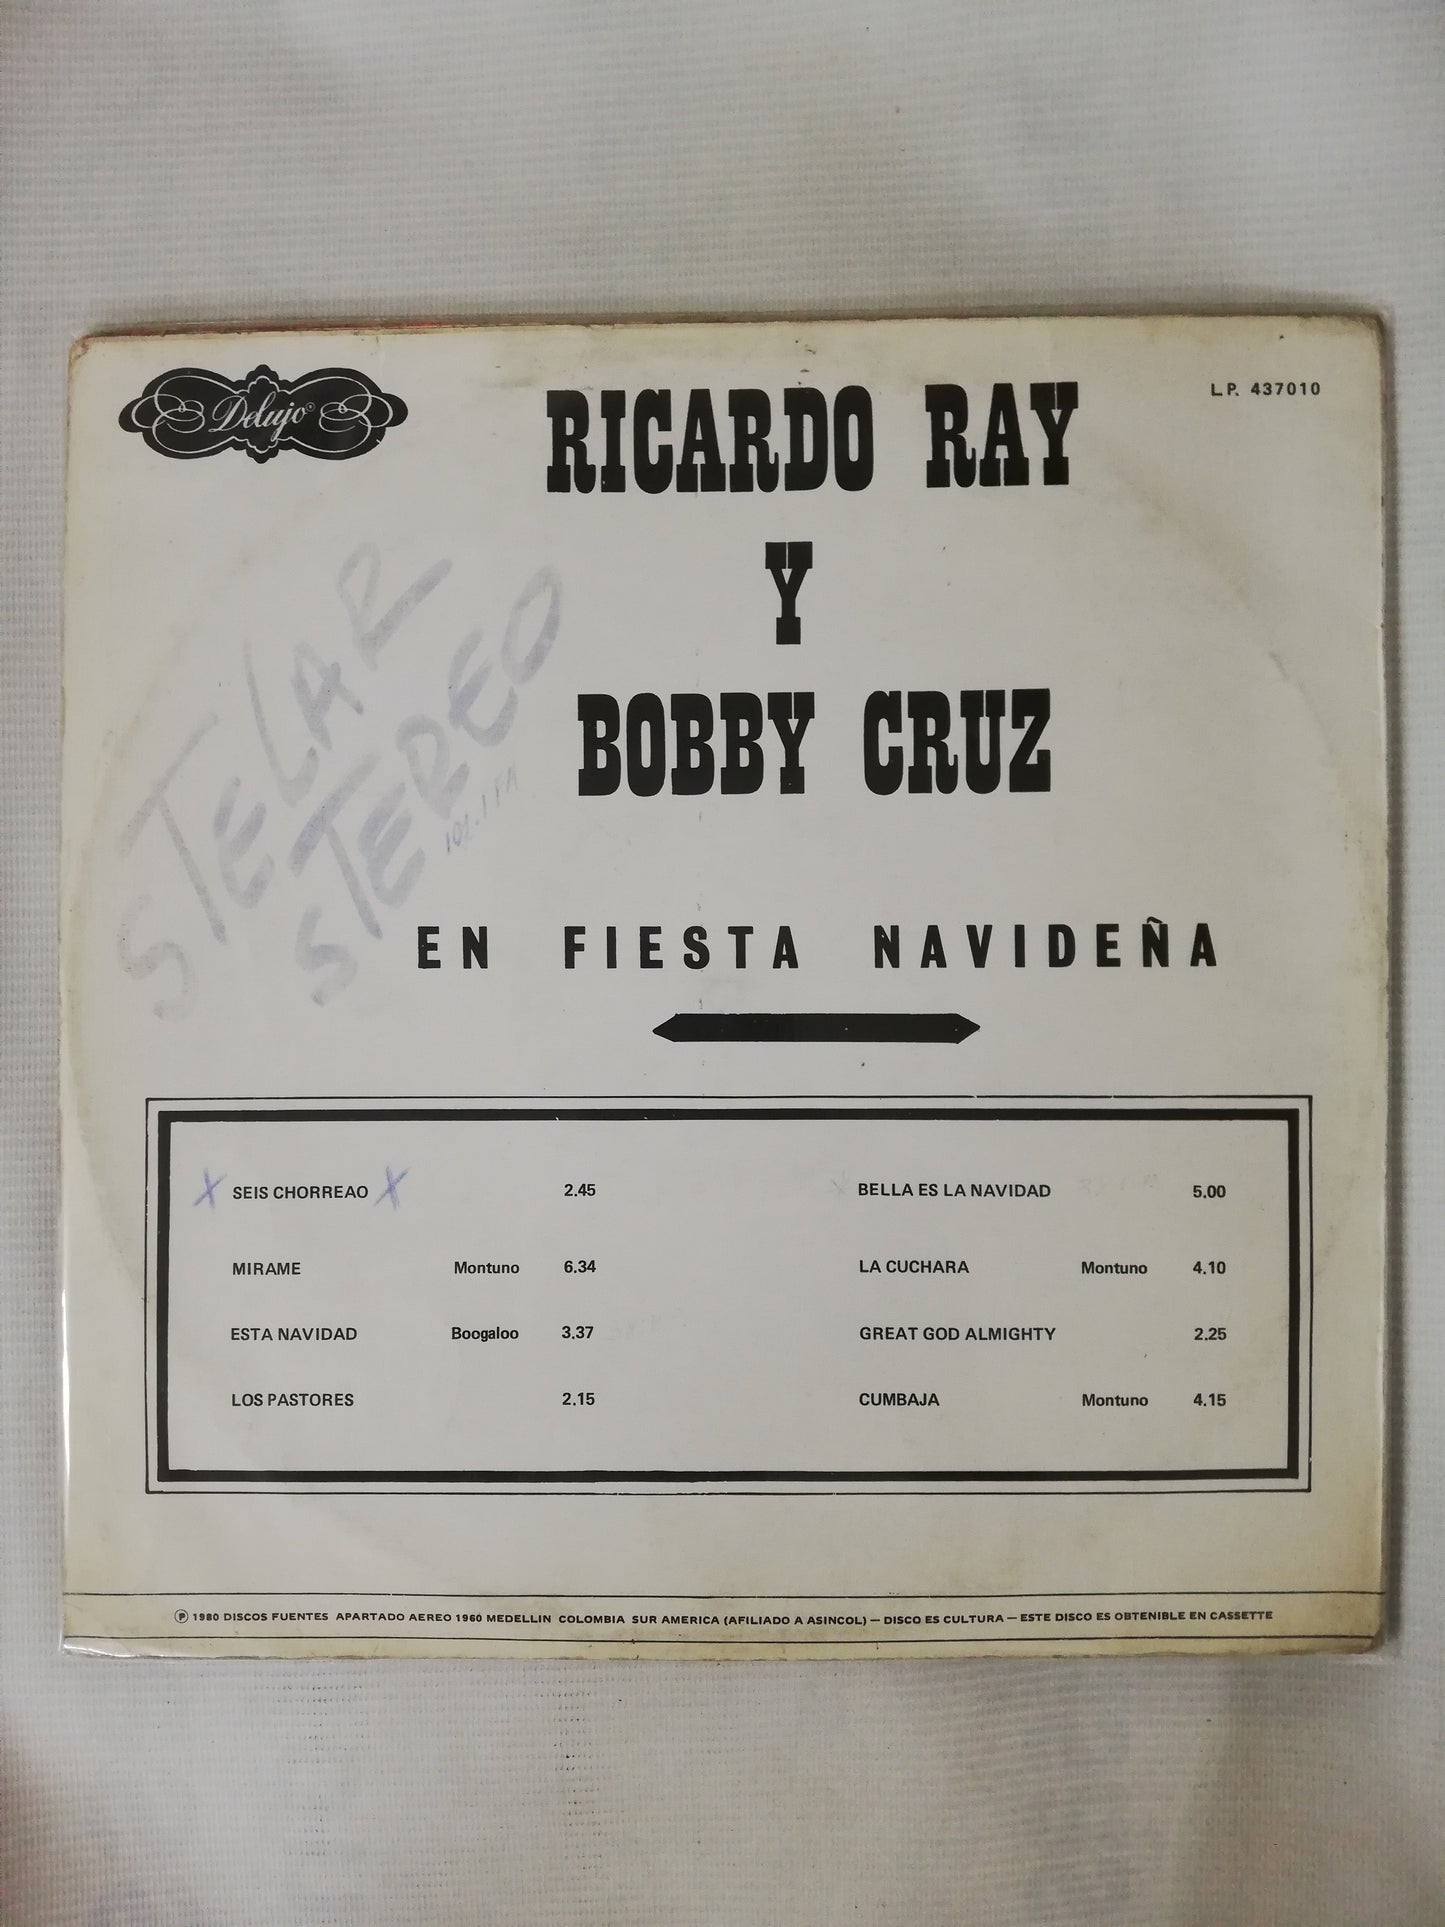 Delujo®
L.P. 437010
RICARDO RAY
Y
BOBBY CRUZ
STELAR
STEREO
EN FIESTA NAVIDEÑA
X SEIS CHORREAO X 2.45
MIRAME Montuno 6.34
ESTA NAVIDAD Boogaloo 3.37
LOS PASTORES 2.15
BELLA ES LA NAVIDAD 5.00
LA CUCHARA Montuno 4.10
GREAT GOD ALMIGHTY 2.25
CUMBAJA Montuno 4.15
Ⓟ 1980 DISCOS FUENTES APARTADO AEREO 1960 MEDELLIN COLOMBIA SUR AMERICA (AFILIADO A ASINCOL) — DISCO ES CULTURA — ESTE DISCO ES OBTENIBLE EN CASSETTE